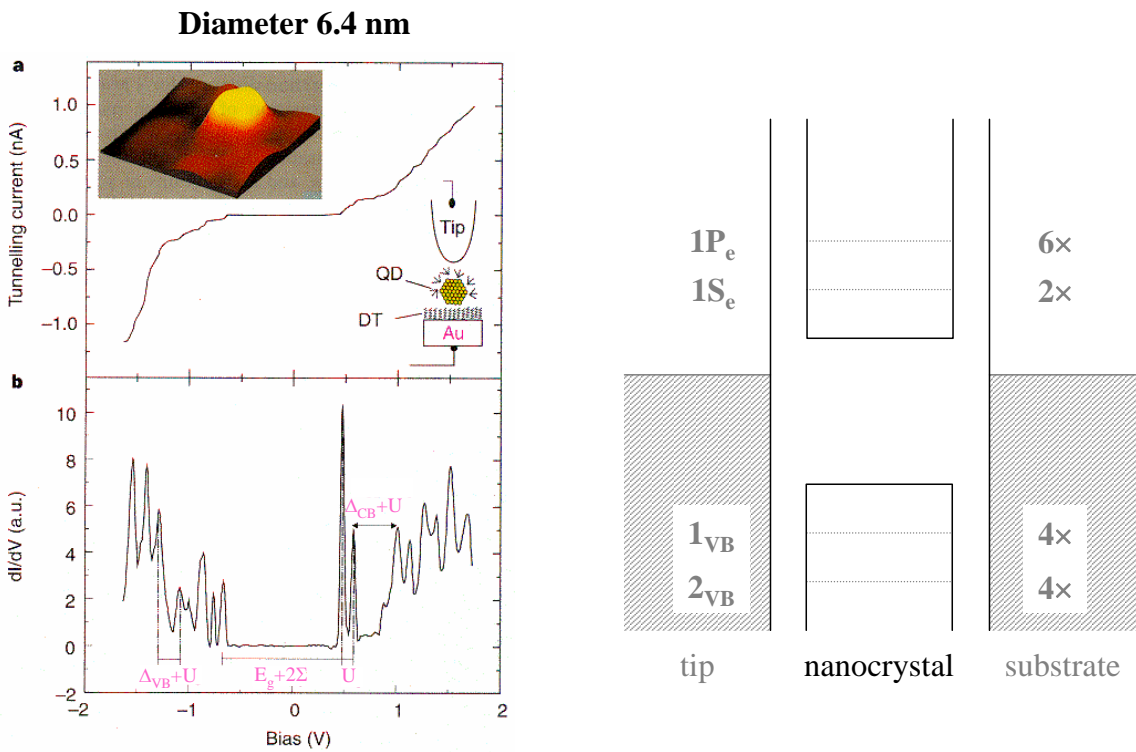 Diameter 6.4 nm
a
Tunnelling current (nA)
1.0
0.5
0.0
−0.5
−1.0
Tip
QD
DT
Au
b
dI/dV (a.u.)
10
8
6
4
2
0
−2
Δ_CB+U
Δ_VB+U
E_g+2Σ
U
−2
−1
0
1
2
Bias (V)
1P_e
6×
1S_e
2×
1_VB
4×
2_VB
4×
tip
nanocrystal
substrate